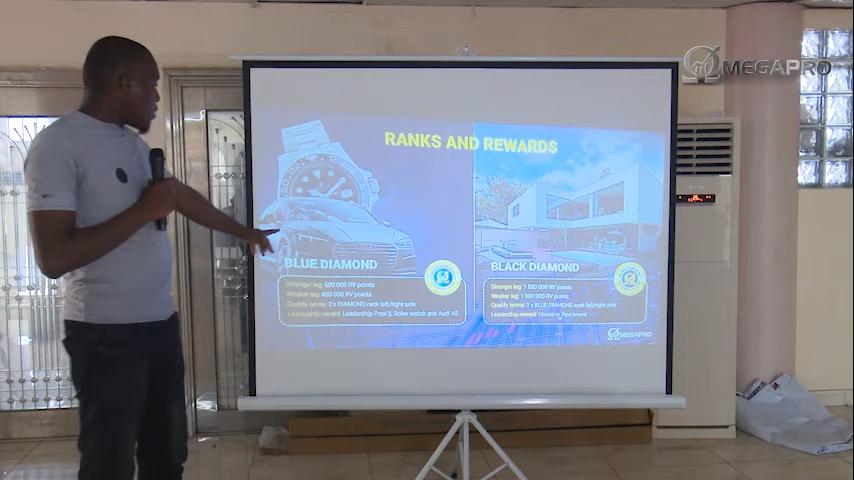 MEGAPRO
RANKS AND REWARDS
BLUE DIAMOND
Stronger leg: 600 000 RV points
Weaker leg: 400 000 RV points
Qualify terms: 2 x DIAMOND rank left/right side
Leadership reward: Leadership Pool 3, Rolex watch and Audi A5
BLACK DIAMOND
Stronger leg: 1 500 000 RV points
Weaker leg: 1 000 000 RV points
Qualify terms: 2 x BLUE DIAMOND rank left/right side
Leadership reward: House or Apartment
MEGAPRO